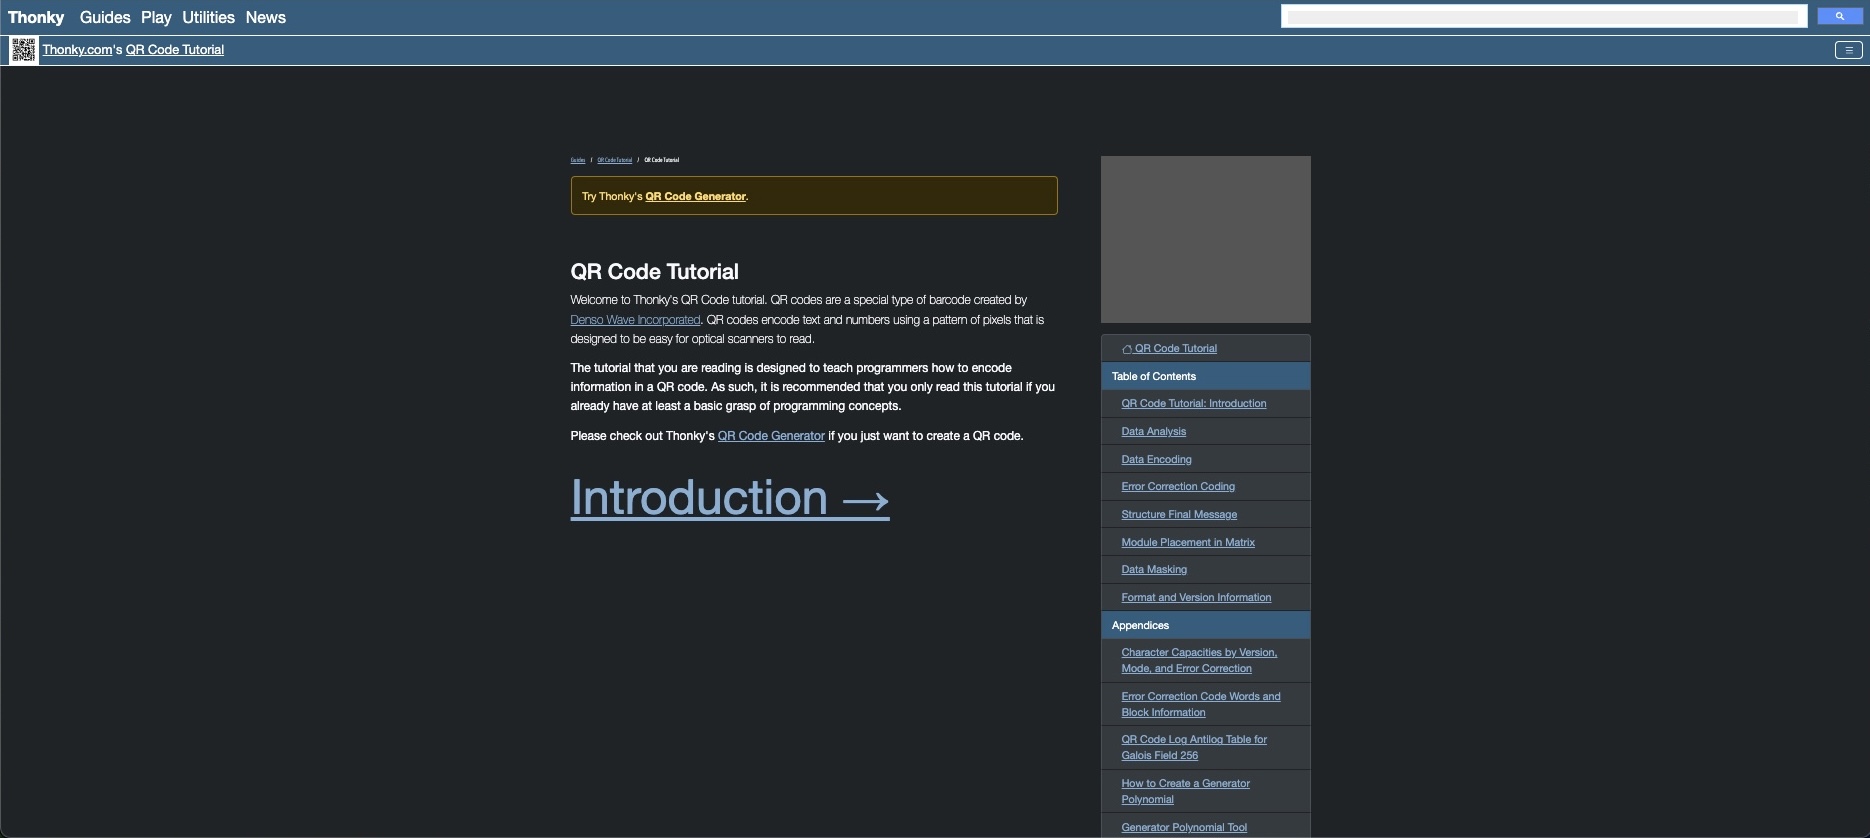 Thonky Guides Play Utilities News
Thonky.com's QR Code Tutorial
Guides / QR Code Tutorial / QR Code Tutorial
Try Thonky's QR Code Generator.
QR Code Tutorial
Welcome to Thonky's QR Code tutorial. QR codes are a special type of barcode created by
Denso Wave Incorporated. QR codes encode text and numbers using a pattern of pixels that is
designed to be easy for optical scanners to read.
The tutorial that you are reading is designed to teach programmers how to encode
information in a QR code. As such, it is recommended that you only read this tutorial if you
already have at least a basic grasp of programming concepts.
Please check out Thonky's QR Code Generator if you just want to create a QR code.
Introduction →
QR Code Tutorial
Table of Contents
QR Code Tutorial: Introduction
Data Analysis
Data Encoding
Error Correction Coding
Structure Final Message
Module Placement in Matrix
Data Masking
Format and Version Information
Appendices
Character Capacities by Version,
Mode, and Error Correction
Error Correction Code Words and
Block Information
QR Code Log Antilog Table for
Galois Field 256
How to Create a Generator
Polynomial
Generator Polynomial Tool